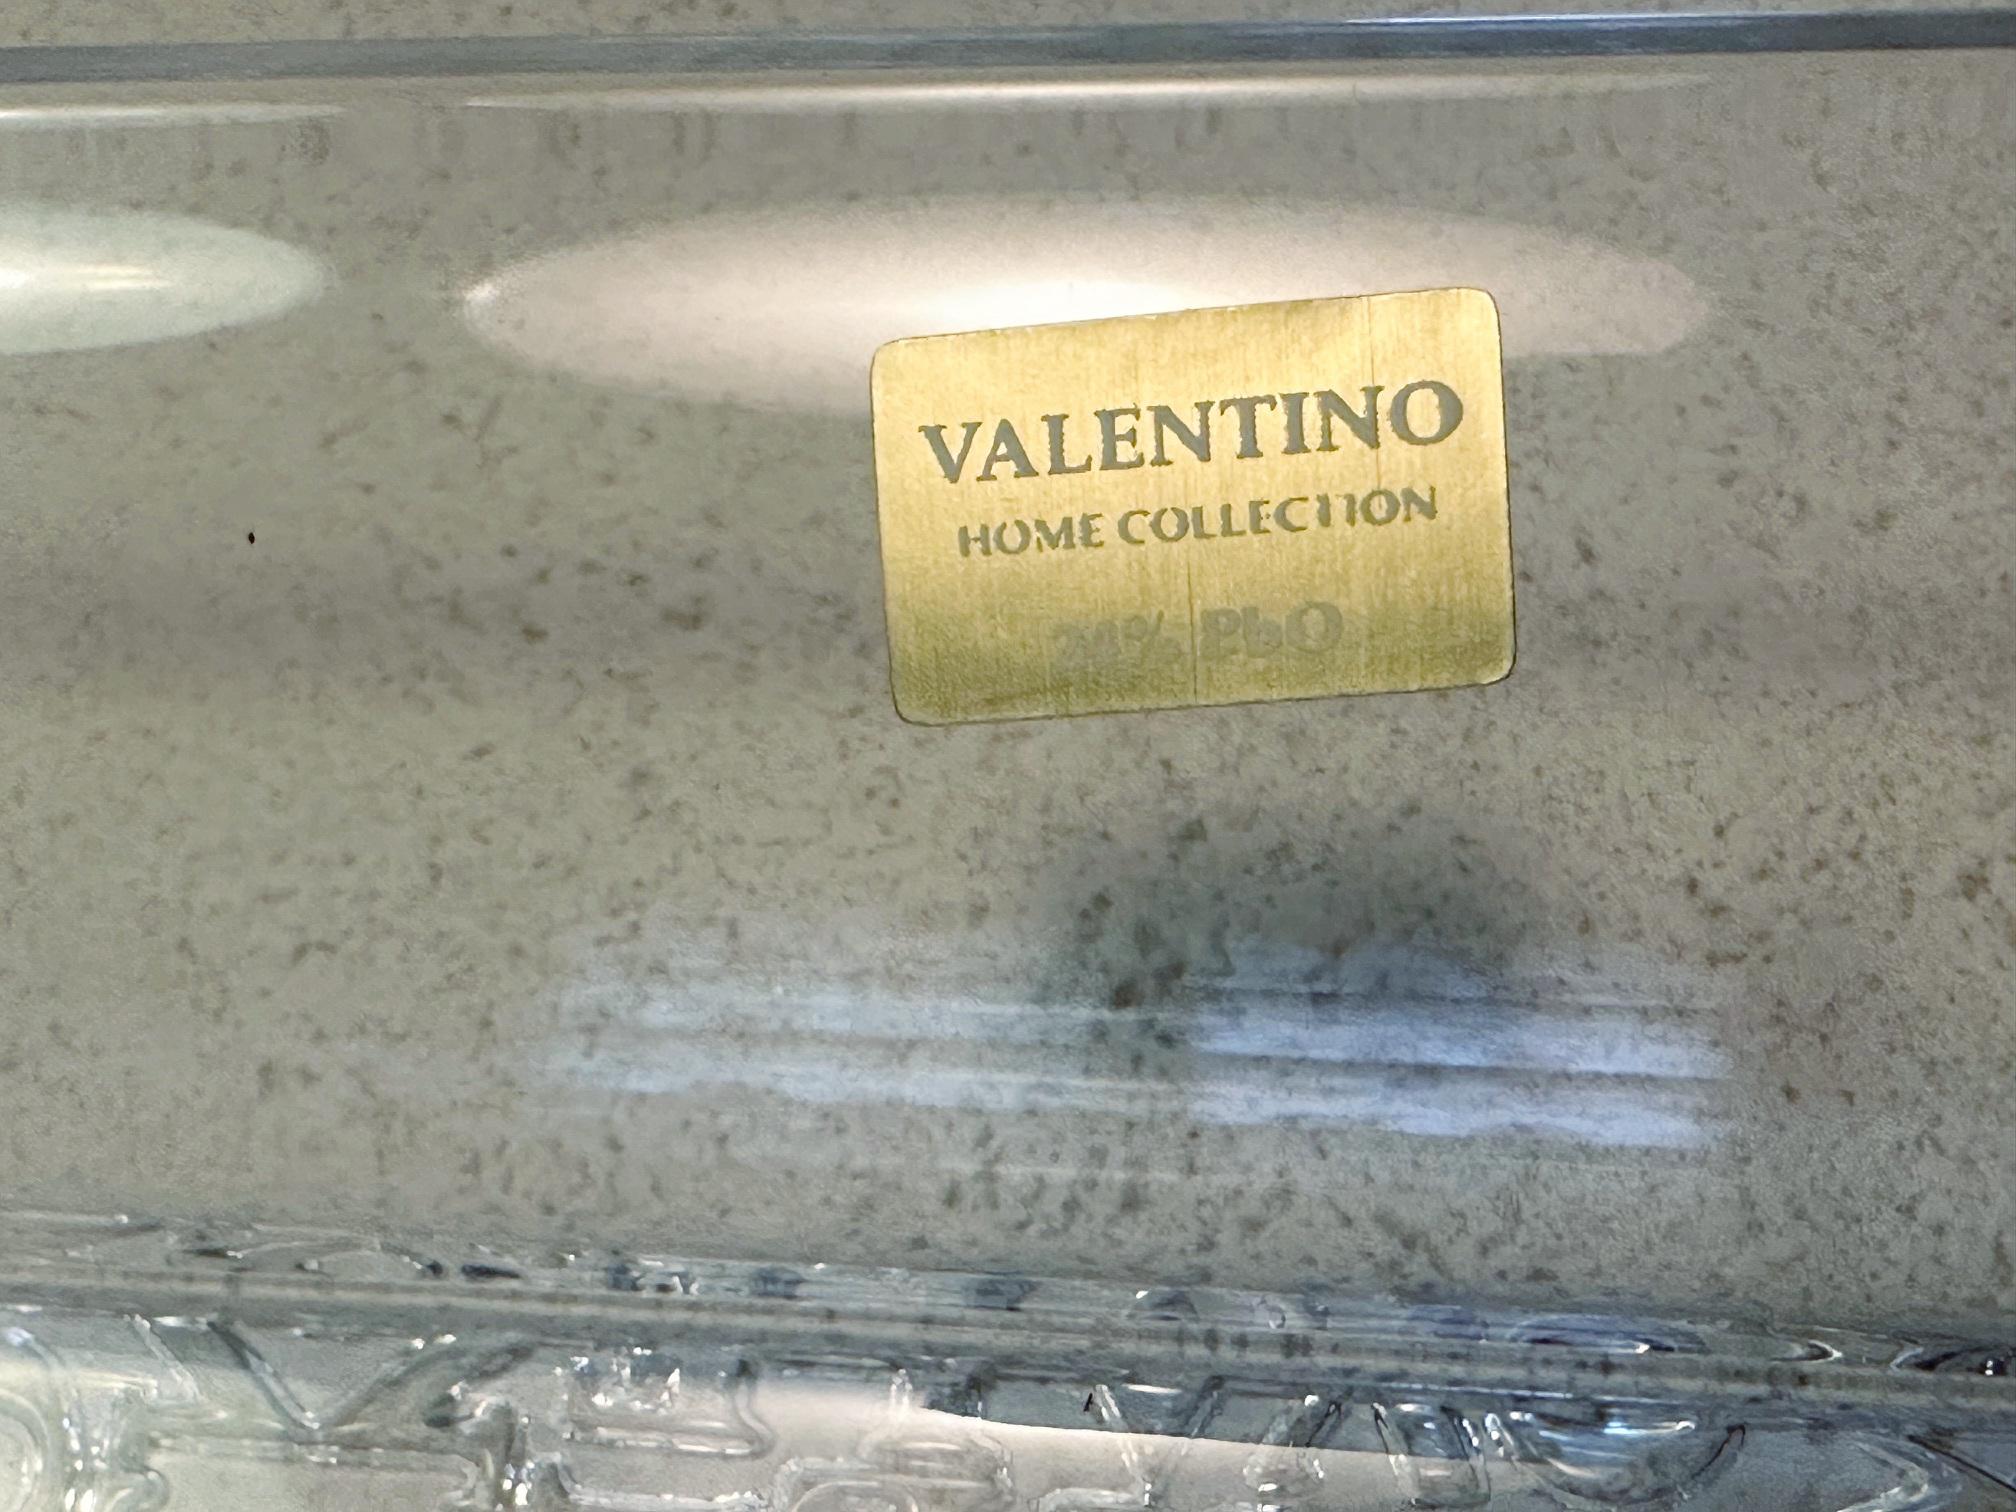 VALENTINO
HOME COLLECTION
24% PbO